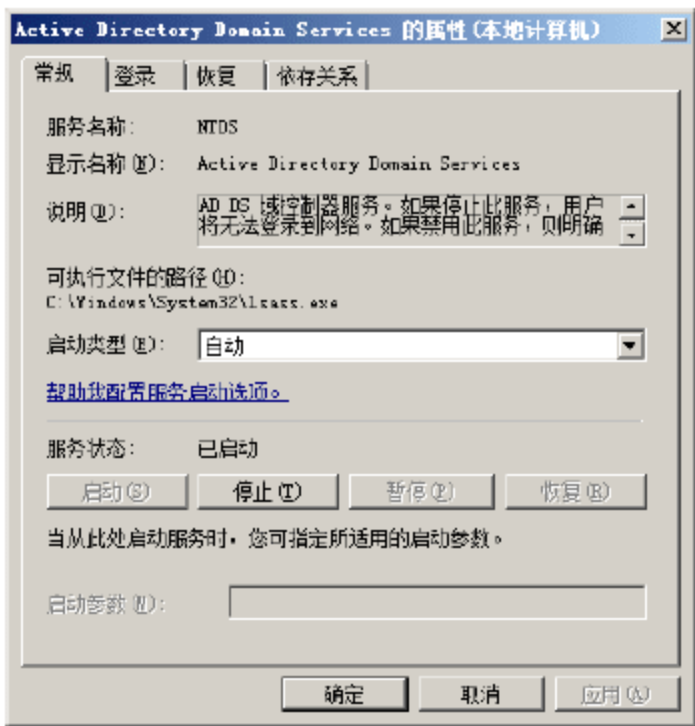 Active Directory Domain Services 的属性(本地计算机)
常规 登录 恢复 依存关系
服务名称: NTDS
显示名称(N): Active Directory Domain Services
说明(D): AD DS 域控制器服务。如果停止此服务，用户
将无法登录到网络。如果禁用此服务，则明确
可执行文件的路径(H):
C:\Windows\System32\lsass.exe
启动类型(E): 自动
帮助我配置服务启动选项。
服务状态: 已启动
启动(S) 停止(T) 暂停(P) 恢复(R)
当从此处启动服务时，您可指定所适用的启动参数。
启动参数(M):
确定 取消 应用(A)